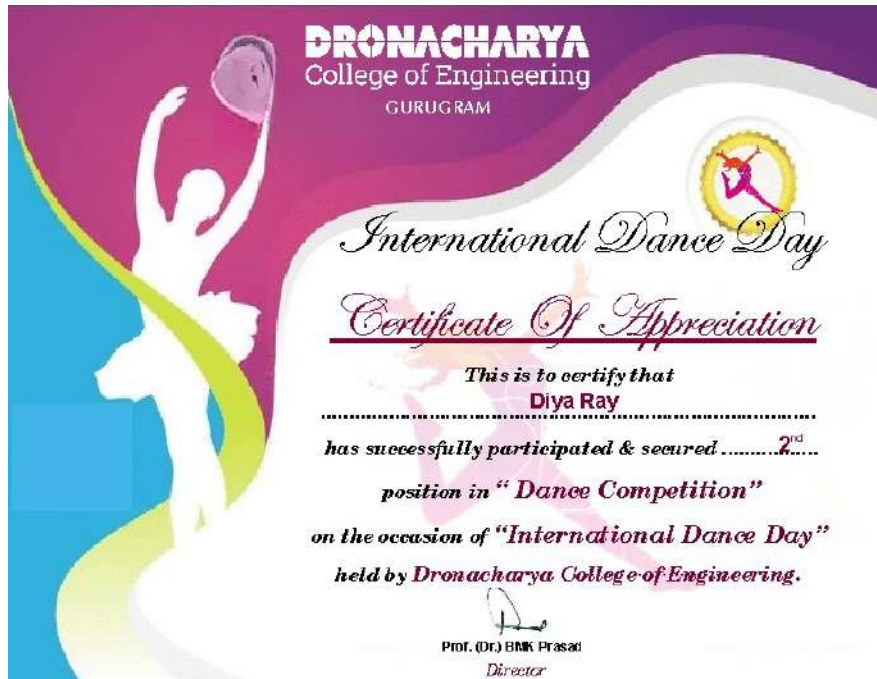 DRONACHARYA
College of Engineering
GURUGRAM
International Dance Day
Certificate Of Appreciation
This is to certify that
Diya Ray
has successfully participated & secured ..........2nd.....
position in “ Dance Competition”
on the occasion of “International Dance Day”
held by Dronacharya College of Engineering.
Prof. (Dr.) BMK Prasad
Director